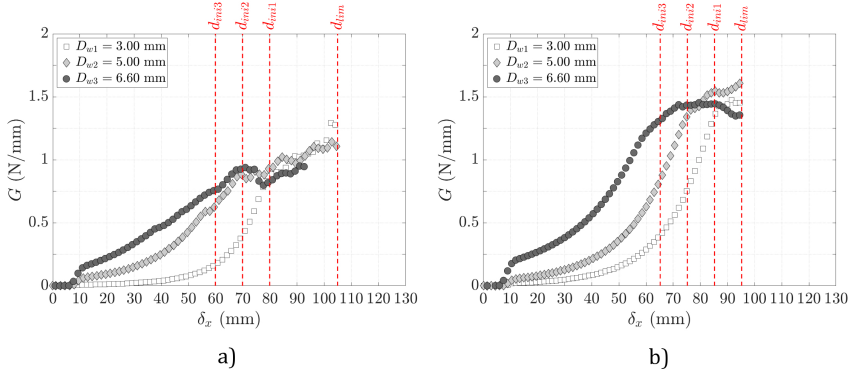 d_ini3 d_ini2 d_ini1 d_lim
2
1.5
1
0.5
0
G (N/mm)
D_w1 = 3.00 mm
D_w2 = 5.00 mm
D_w3 = 6.60 mm
0 10 20 30 40 50 60 70 80 90 100 110 120 130
δ_x (mm)
a)
d_ini3 d_ini2 d_ini1 d_lim
2
1.5
1
0.5
0
G (N/mm)
D_w1 = 3.00 mm
D_w2 = 5.00 mm
D_w3 = 6.60 mm
0 10 20 30 40 50 60 70 80 90 100 110 120 130
δ_x (mm)
b)